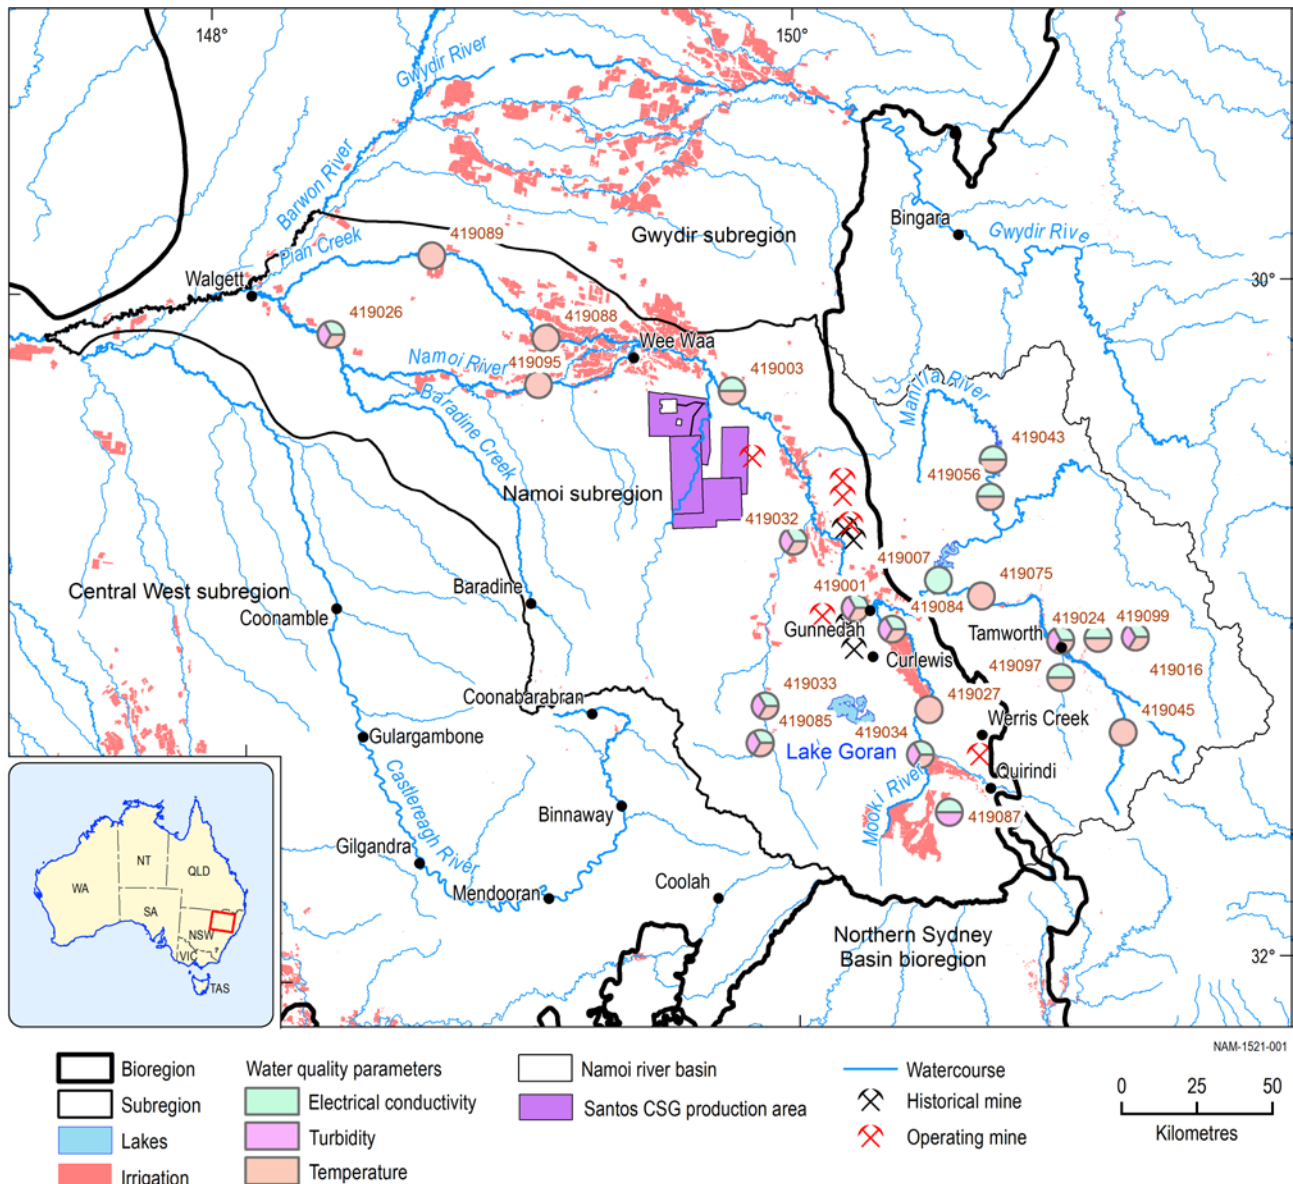 148°
150°
Gwydir River
Barwon River
Bingara
Gwydir Rive
419089
Gwydir subregion
Pian Creek
Walgett
30°
419026
419088
Wee Waa
Namoi River
419095
419003
Manilla River
Baradine Creek
419043
419056
Namoi subregion
419032
419007
419075
Central West subregion
Baradine
419001
419084
Coonamble
Gunnedah
Tamworth
419024
419099
Curlewis
419097
419016
Coonabarabran
419033
419027
419045
Gulargambone
419085
419034
Werris Creek
Lake Goran
Quirindi
Castlereagh River
Mooki River
Binnaway
419087
Gilgandra
Mendooran
Coolah
Northern Sydney
Basin bioregion
32°
NT
QLD
WA
SA
NSW
VIC
TAS
NAM-1521-001
Bioregion
Subregion
Lakes
Irrigation
Water quality parameters
Electrical conductivity
Turbidity
Temperature
Namoi river basin
Santos CSG production area
Watercourse
Historical mine
Operating mine
0 25 50
Kilometres